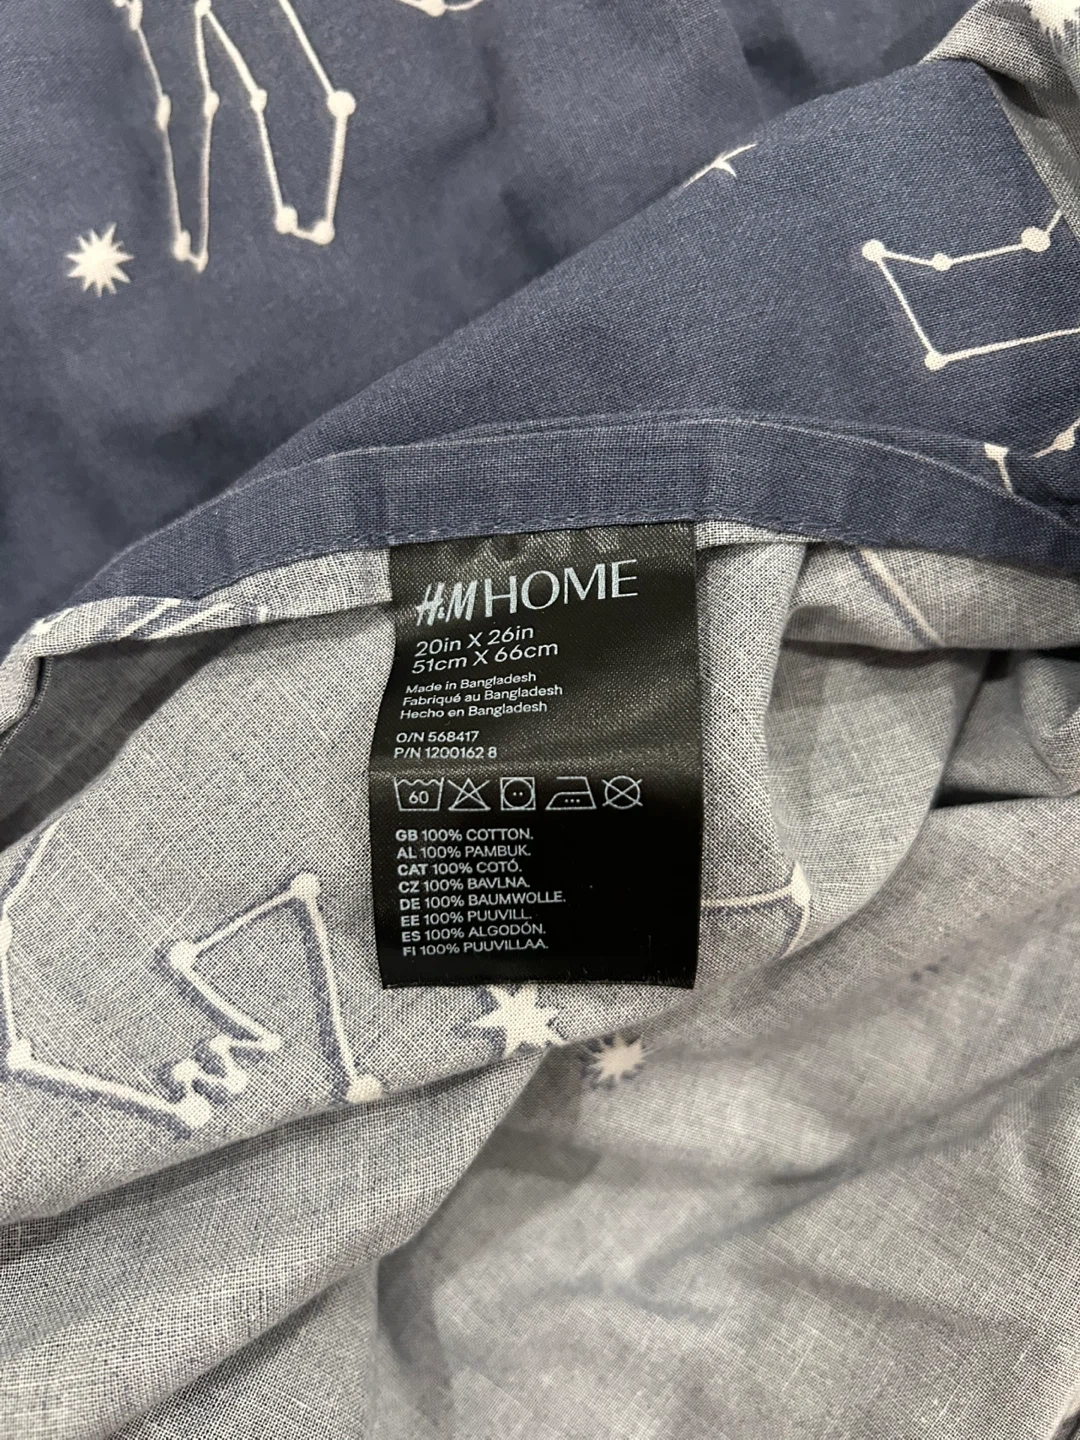 H&M HOME
20in X 26in
51cm X 66cm
Made in Bangladesh
Fabriqué au Bangladesh
Hecho en Bangladesh
O/N 568417
P/N 1200162 8
60
GB 100% COTTON.
AL 100% PAMBUK.
CAT 100% COTÓ.
CZ 100% BAVLNA.
DE 100% BAUMWOLLE.
EE 100% PUUVILL.
ES 100% ALGODÓN.
FI 100% PUUVILLAA.